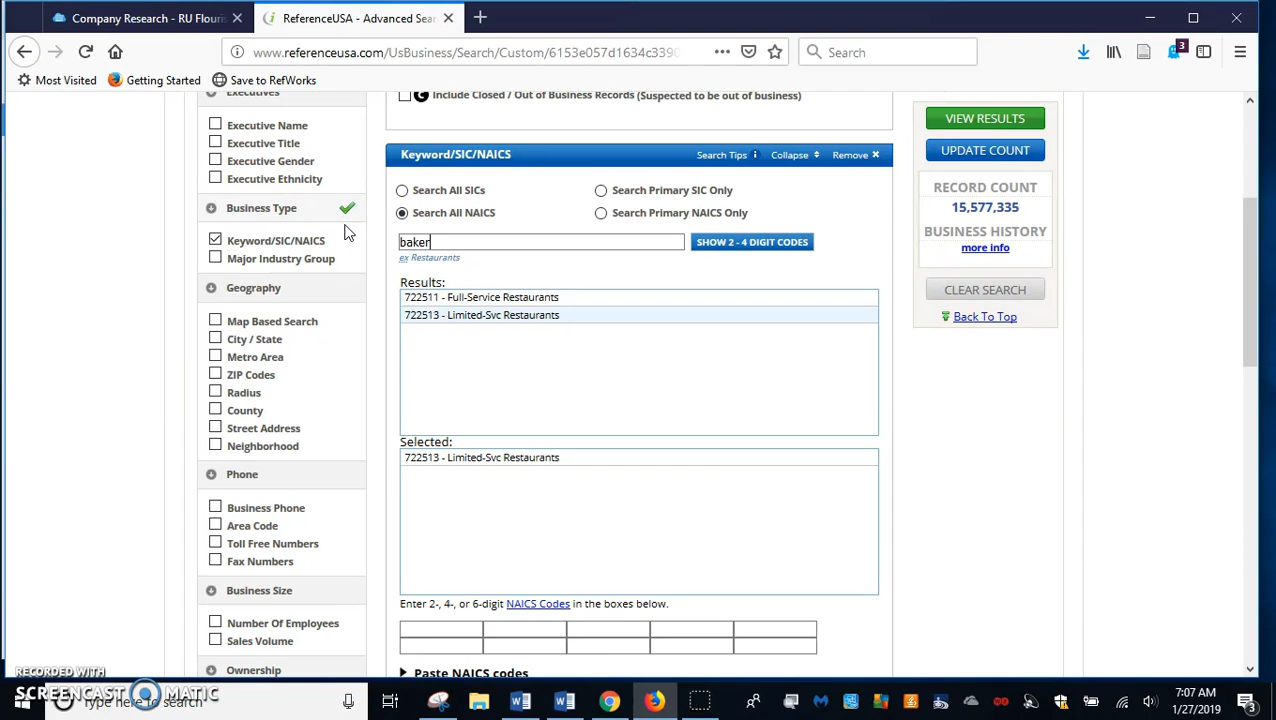 Company Research - RU Flouris
ReferenceUSA - Advanced Sear
www.referenceusa.com/UsBusiness/Search/Custom/6153e057d1634c3390
Search
3
Most Visited
Getting Started
Save to RefWorks
Executives
Executive Name
Executive Title
Executive Gender
Executive Ethnicity
Business Type
Keyword/SIC/NAICS
Major Industry Group
Geography
Map Based Search
City / State
Metro Area
ZIP Codes
Radius
County
Street Address
Neighborhood
Phone
Business Phone
Area Code
Toll Free Numbers
Fax Numbers
Business Size
Number Of Employees
Sales Volume
Ownership
Include Closed / Out of Business Records (Suspected to be out of business)
Keyword/SIC/NAICS
Search Tips
Collapse
Remove
Search All SICs
Search Primary SIC Only
Search All NAICS
Search Primary NAICS Only
baker
SHOW 2 - 4 DIGIT CODES
ex Restaurants
Results:
722511 - Full-Service Restaurants
722513 - Limited-Svc Restaurants
Selected:
722513 - Limited-Svc Restaurants
Enter 2-, 4-, or 6-digit NAICS Codes in the boxes below.
Paste NAICS codes
VIEW RESULTS
UPDATE COUNT
RECORD COUNT
15,577,335
BUSINESS HISTORY
more info
CLEAR SEARCH
Back To Top
RECORDED WITH
SCREENCAST MATIC
Type here to search
7:07 AM
1/27/2019
3